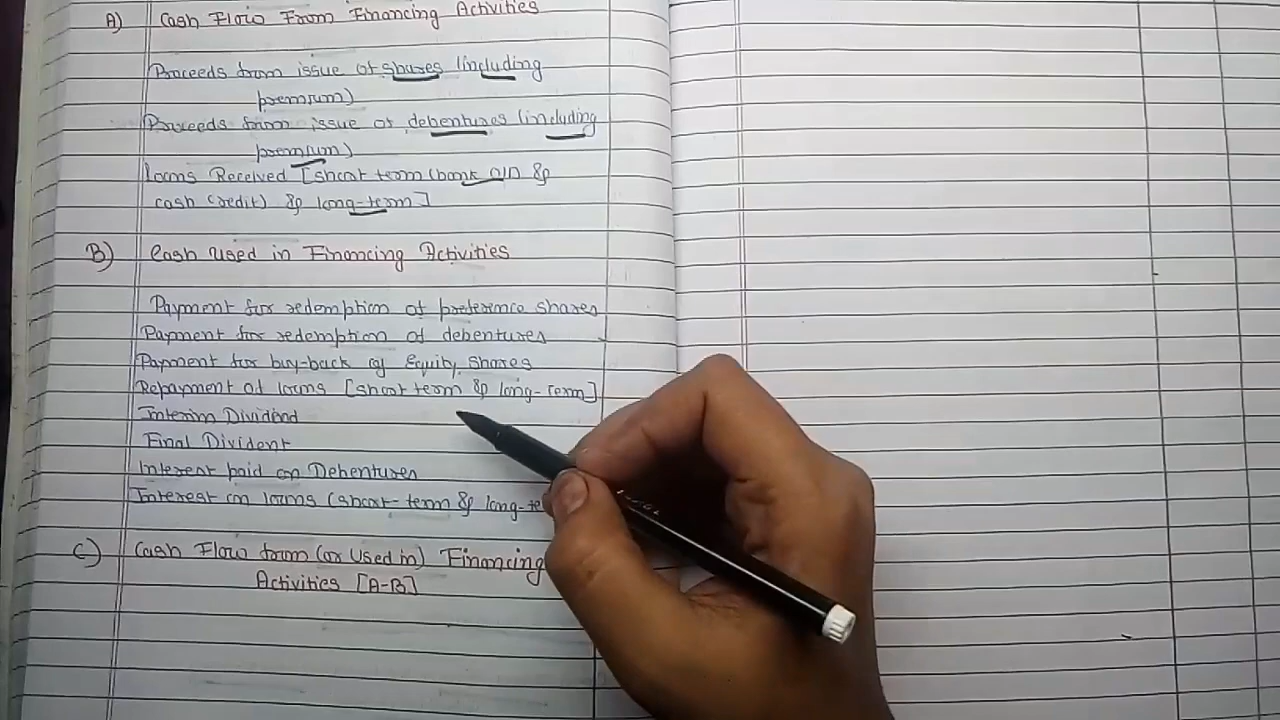 A) Cash Flow From Financing Activities
Proceeds from issue of shares (including
premium)
Proceeds from issue of debentures (including
premium)
Loans Received [short term (bank O/D &
cash credit) & long-term]
B) Cash Used in Financing Activities
Payment for redemption of preference shares
Payment for redemption of debentures
Payment for buy-back of Equity shares
Repayment of loans [short term & long-term]
Interim Dividend
Final Divident
Interest paid on Debentures
Interest on loans (short-term & long-te
C) Cash Flow from (or Used in) Financing
Activities [A-B]